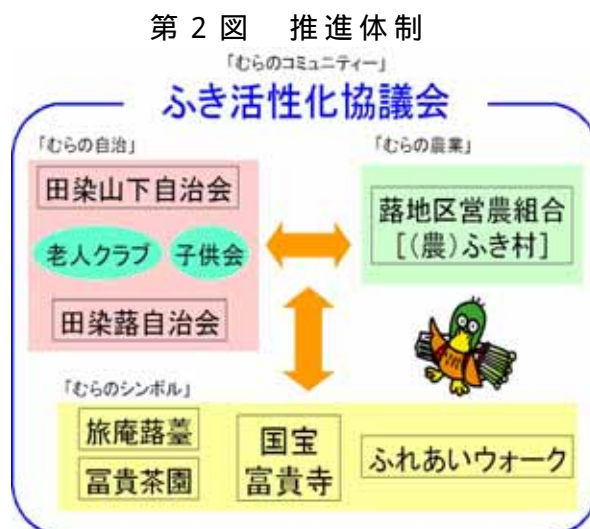 第２図 推進体制
「むらのコミュニティー」
ふき活性化協議会
「むらの自治」
田染山下自治会
老人クラブ 子供会
田染蕗自治会
「むらの農業」
蕗地区営農組合
[(農)ふき村]
「むらのシンボル」
旅庵蕗薹
冨貴茶園
国宝
富貴寺
ふれあいウォーク